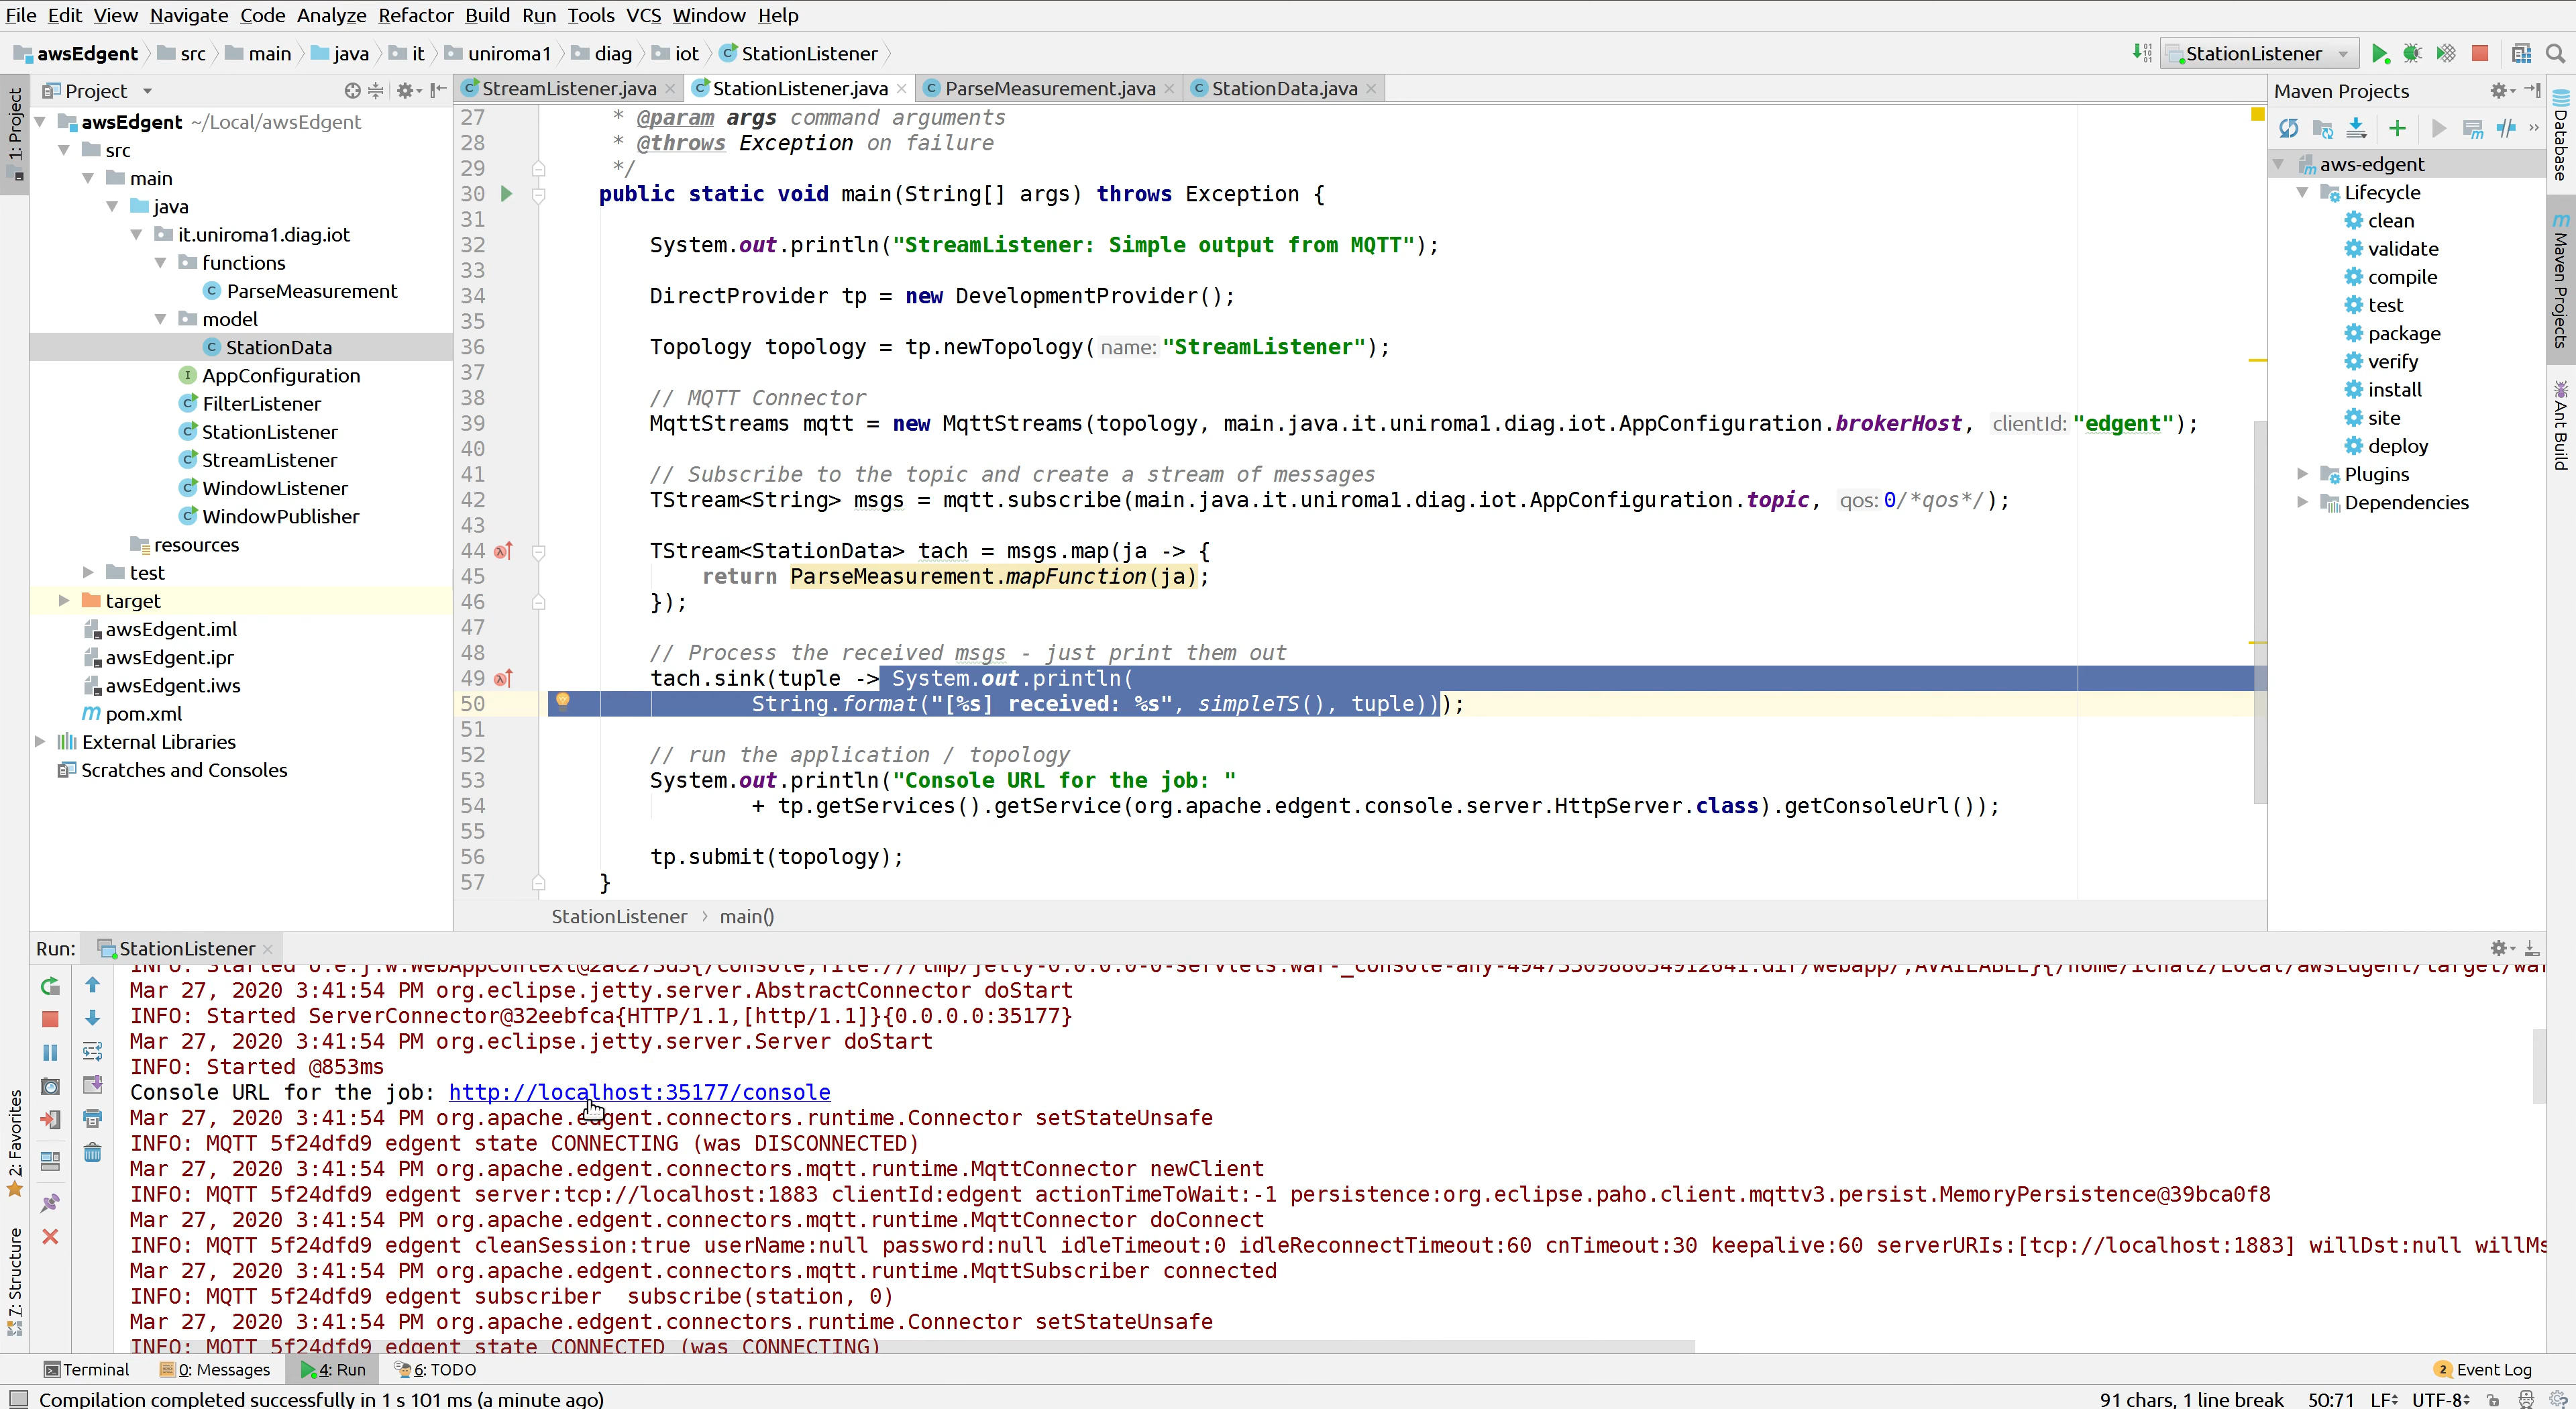 File Edit View Navigate Code Analyze Refactor Build Run Tools VCS Window Help
awsEdgent src main java it uniroma1 diag iot StationListener
StationListener
Project
StreamListener.java StationListener.java ParseMeasurement.java StationData.java
Maven Projects
awsEdgent ~/Local/awsEdgent
src
main
java
it.uniroma1.diag.iot
functions
ParseMeasurement
model
StationData
AppConfiguration
FilterListener
StationListener
StreamListener
WindowListener
WindowPublisher
resources
test
target
awsEdgent.iml
awsEdgent.ipr
awsEdgent.iws
pom.xml
External Libraries
Scratches and Consoles
27 * @param args command arguments
28 * @throws Exception on failure
29 */
30 public static void main(String[] args) throws Exception {
31
32 System.out.println("StreamListener: Simple output from MQTT");
33
34 DirectProvider tp = new DevelopmentProvider();
35
36 Topology topology = tp.newTopology( name: "StreamListener");
37
38 // MQTT Connector
39 MqttStreams mqtt = new MqttStreams(topology, main.java.it.uniroma1.diag.iot.AppConfiguration.brokerHost, clientId: "edgent");
40
41 // Subscribe to the topic and create a stream of messages
42 TStream<String> msgs = mqtt.subscribe(main.java.it.uniroma1.diag.iot.AppConfiguration.topic, qos: 0/*qos*/);
43
44 TStream<StationData> tach = msgs.map(ja -> {
45 return ParseMeasurement.mapFunction(ja);
46 });
47
48 // Process the received msgs - just print them out
49 tach.sink(tuple -> System.out.println(
50 String.format("[%s] received: %s", simpleTS(), tuple)));
51
52 // run the application / topology
53 System.out.println("Console URL for the job: "
54 + tp.getServices().getService(org.apache.edgent.console.server.HttpServer.class).getConsoleUrl());
55
56 tp.submit(topology);
57 }
StationListener > main()
aws-edgent
Lifecycle
clean
validate
compile
test
package
verify
install
site
deploy
Plugins
Dependencies
1: Project
2: Favorites
7: Structure
Database
Maven Projects
Ant Build
Run: StationListener
Mar 27, 2020 3:41:54 PM org.eclipse.jetty.server.AbstractConnector doStart
INFO: Started ServerConnector@32eebfca{HTTP/1.1,[http/1.1]}{0.0.0.0:35177}
Mar 27, 2020 3:41:54 PM org.eclipse.jetty.server.Server doStart
INFO: Started @853ms
Console URL for the job: http://localhost:35177/console
Mar 27, 2020 3:41:54 PM org.apache.edgent.connectors.runtime.Connector setStateUnsafe
INFO: MQTT 5f24dfd9 edgent state CONNECTING (was DISCONNECTED)
Mar 27, 2020 3:41:54 PM org.apache.edgent.connectors.mqtt.runtime.MqttConnector newClient
INFO: MQTT 5f24dfd9 edgent server:tcp://localhost:1883 clientId:edgent actionTimeToWait:-1 persistence:org.eclipse.paho.client.mqttv3.persist.MemoryPersistence@39bca0f8
Mar 27, 2020 3:41:54 PM org.apache.edgent.connectors.mqtt.runtime.MqttConnector doConnect
INFO: MQTT 5f24dfd9 edgent cleanSession:true userName:null password:null idleTimeout:0 idleReconnectTimeout:60 cnTimeout:30 keepalive:60 serverURIs:[tcp://localhost:1883] willDst:null willMs
Mar 27, 2020 3:41:54 PM org.apache.edgent.connectors.mqtt.runtime.MqttSubscriber connected
INFO: MQTT 5f24dfd9 edgent subscriber subscribe(station, 0)
Mar 27, 2020 3:41:54 PM org.apache.edgent.connectors.runtime.Connector setStateUnsafe
INFO: MQTT 5f24dfd9 edgent state CONNECTED (was CONNECTING)
Terminal 0: Messages 4: Run 6: TODO 2 Event Log
Compilation completed successfully in 1 s 101 ms (a minute ago) 91 chars, 1 line break 50:71 LF UTF-8